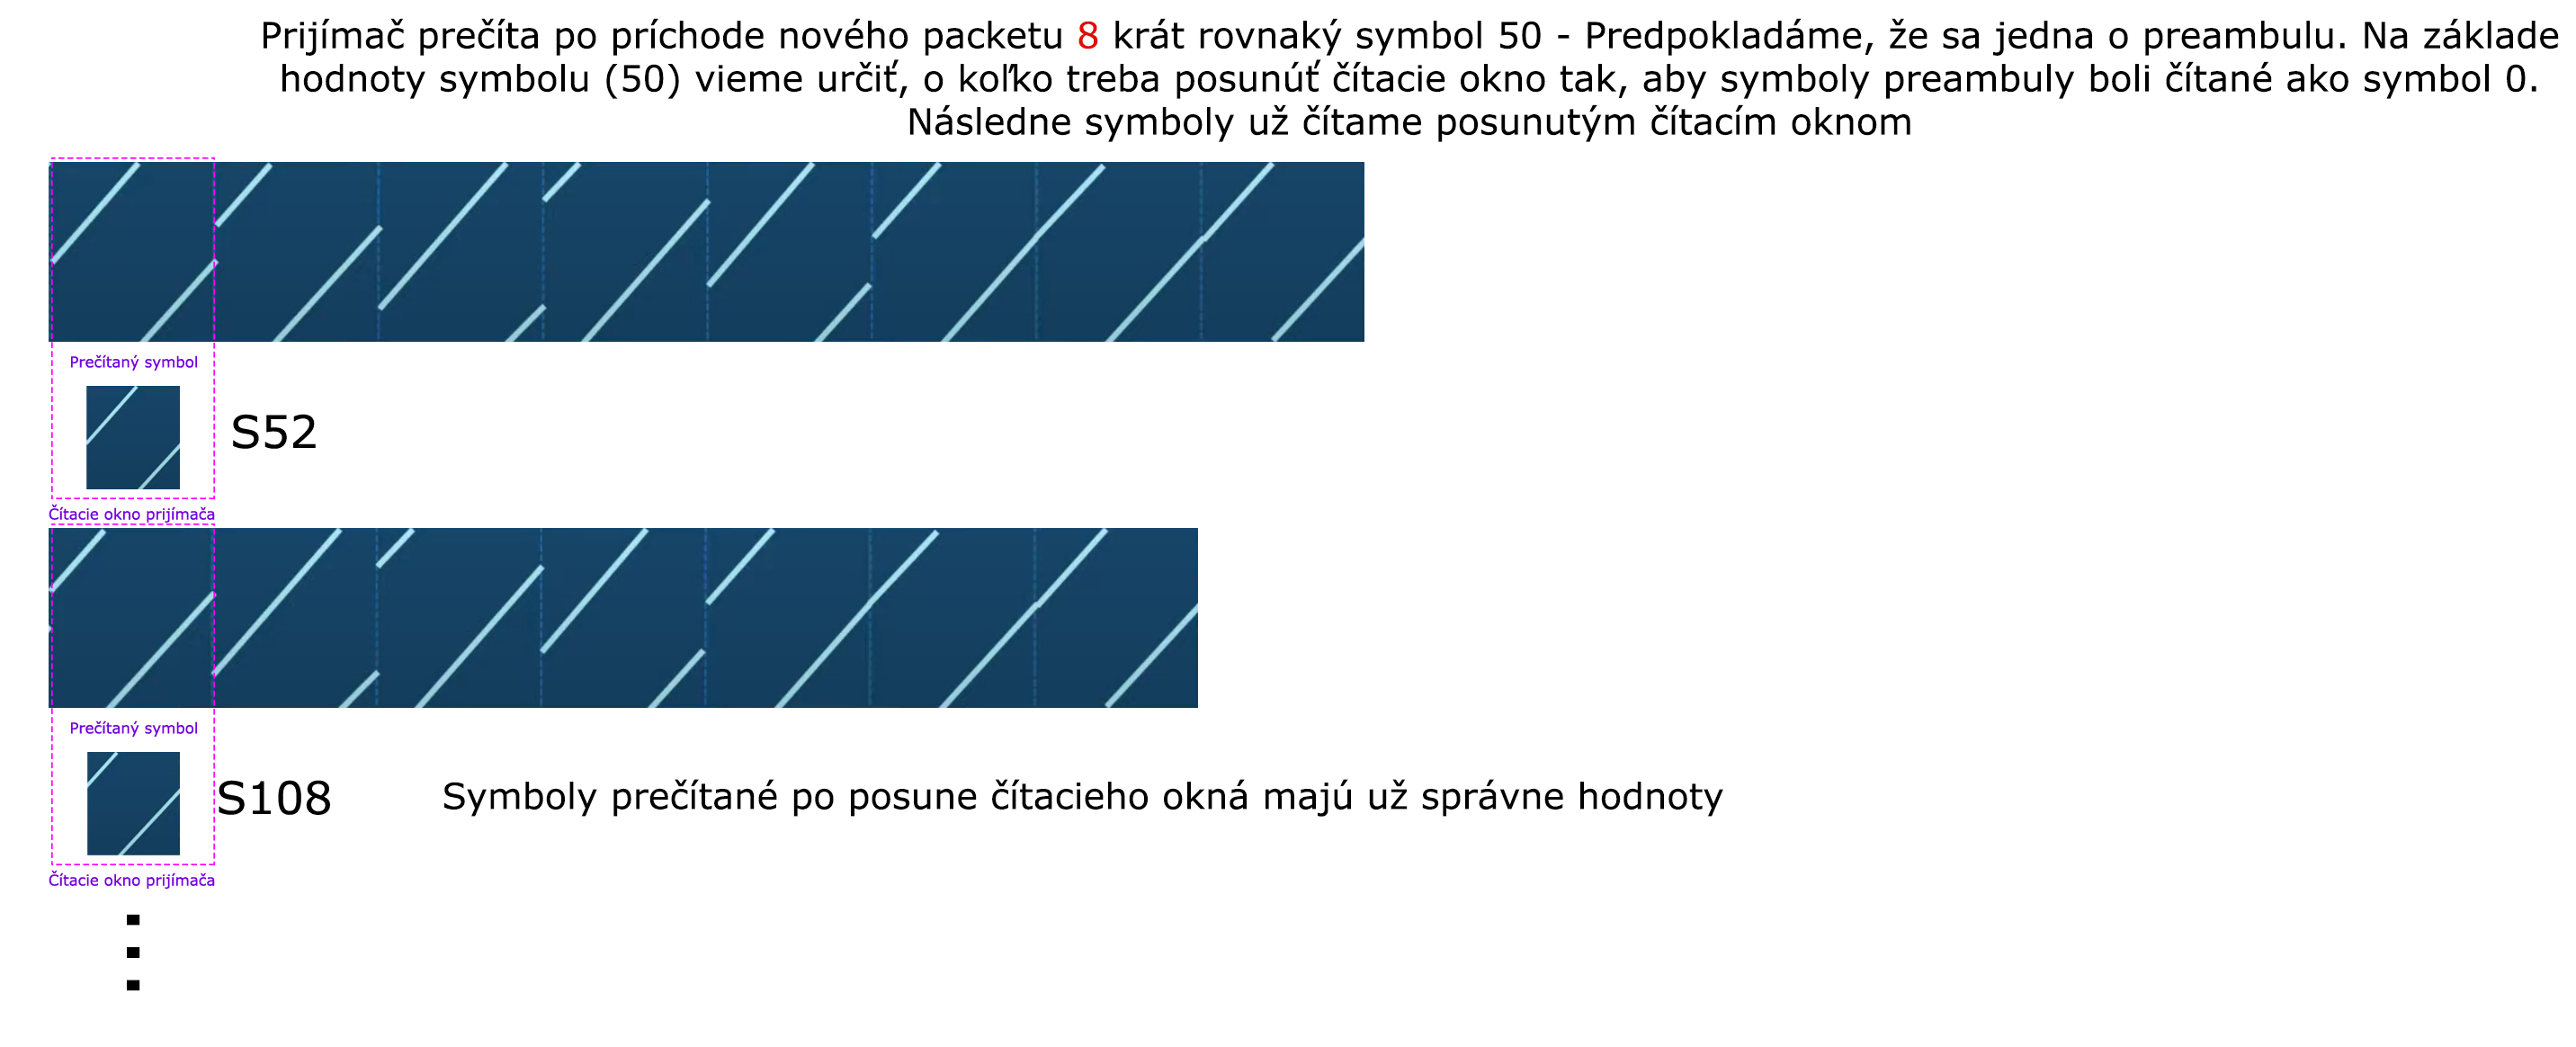 Prijímač prečíta po príchode nového packetu 8 krát rovnaký symbol 50 - Predpokladáme, že sa jedna o preambulu. Na základe
hodnoty symbolu (50) vieme určiť, o koľko treba posunúť čítacie okno tak, aby symboly preambuly boli čítané ako symbol 0.
Následne symboly už čítame posunutým čítacím oknom
Prečítaný symbol
S52
Čítacie okno prijímača
Prečítaný symbol
S108
Symboly prečítané po posune čítacieho okná majú už správne hodnoty
Čítacie okno prijímača